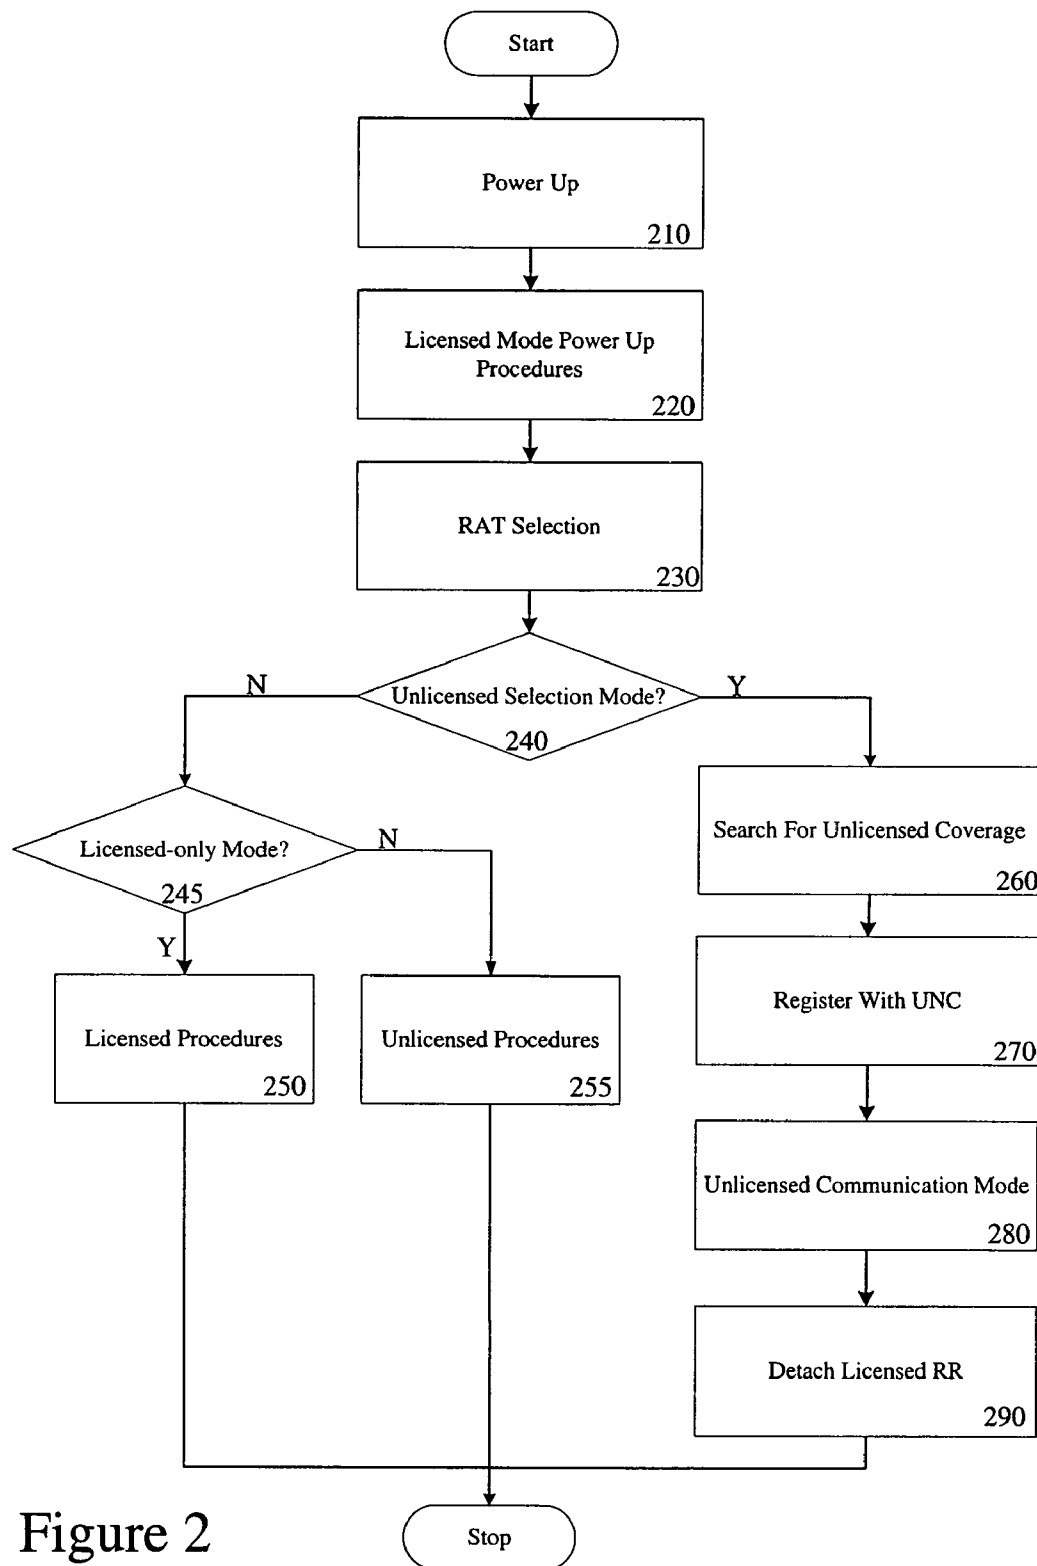 Start
Power Up
210
Licensed Mode Power Up
Procedures
220
RAT Selection
230
N
Unlicensed Selection Mode?
Y
240
Search For Unlicensed Coverage
260
Licensed-only Mode?
N
245
Y
Register With UNC
270
Licensed Procedures
250
Unlicensed Procedures
255
Unlicensed Communication Mode
280
Detach Licensed RR
290
Figure 2
Stop